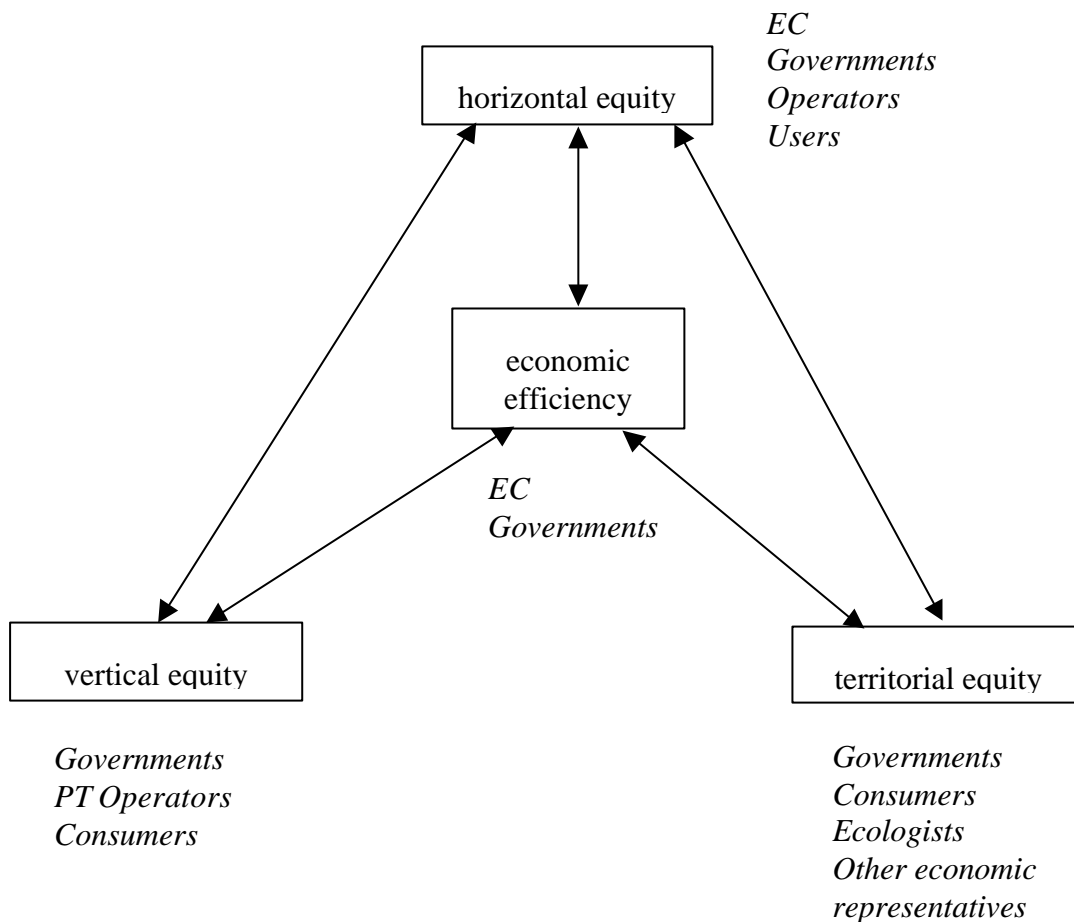 EC
Governments
Operators
Users
horizontal equity
economic
efficiency
EC
Governments
vertical equity
Governments
PT Operators
Consumers
territorial equity
Governments
Consumers
Ecologists
Other economic
representatives